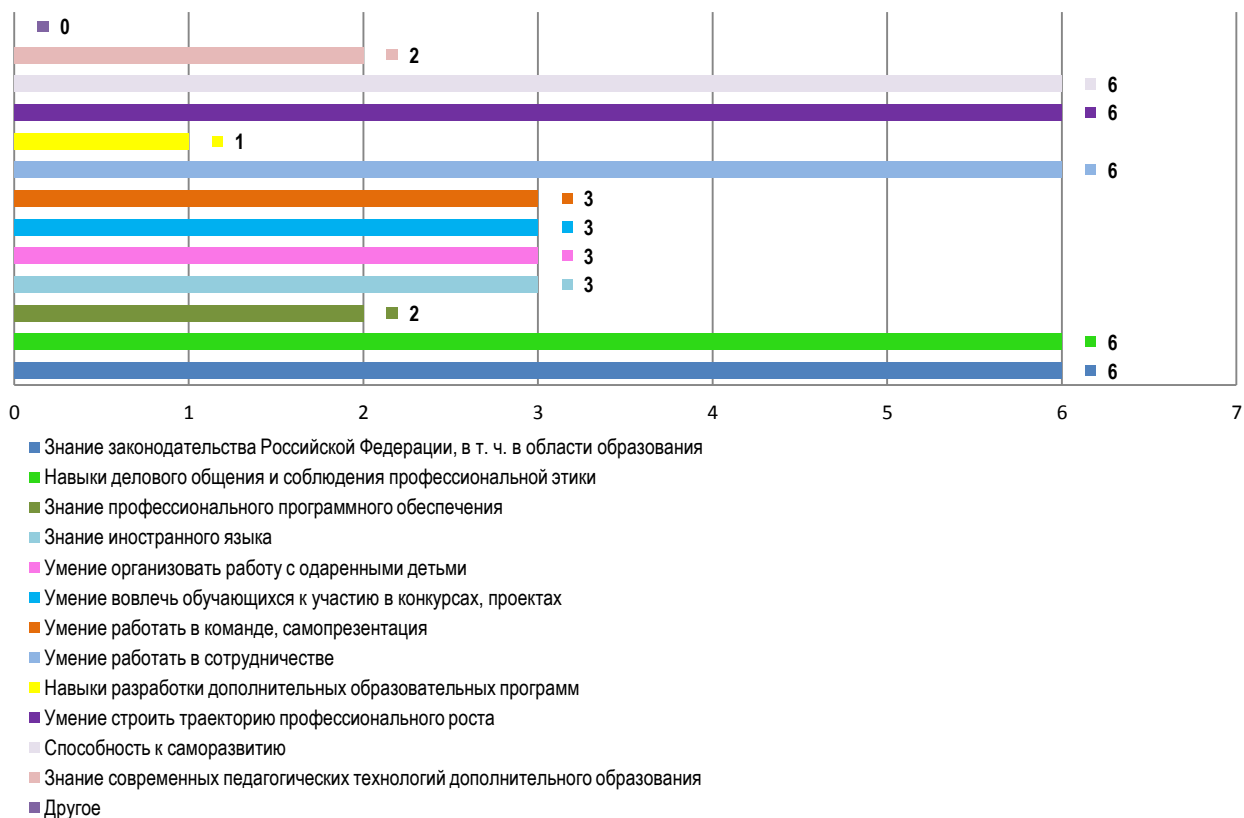 0
2
6
6
1
6
3
3
3
3
2
6
6
0 1 2 3 4 5 6 7
Знание законодательства Российской Федерации, в т. ч. в области образования
Навыки делового общения и соблюдения профессиональной этики
Знание профессионального программного обеспечения
Знание иностранного языка
Умение организовать работу с одаренными детьми
Умение вовлечь обучающихся к участию в конкурсах, проектах
Умение работать в команде, самопрезентация
Умение работать в сотрудничестве
Навыки разработки дополнительных образовательных программ
Умение строить траекторию профессионального роста
Способность к саморазвитию
Знание современных педагогических технологий дополнительного образования
Другое